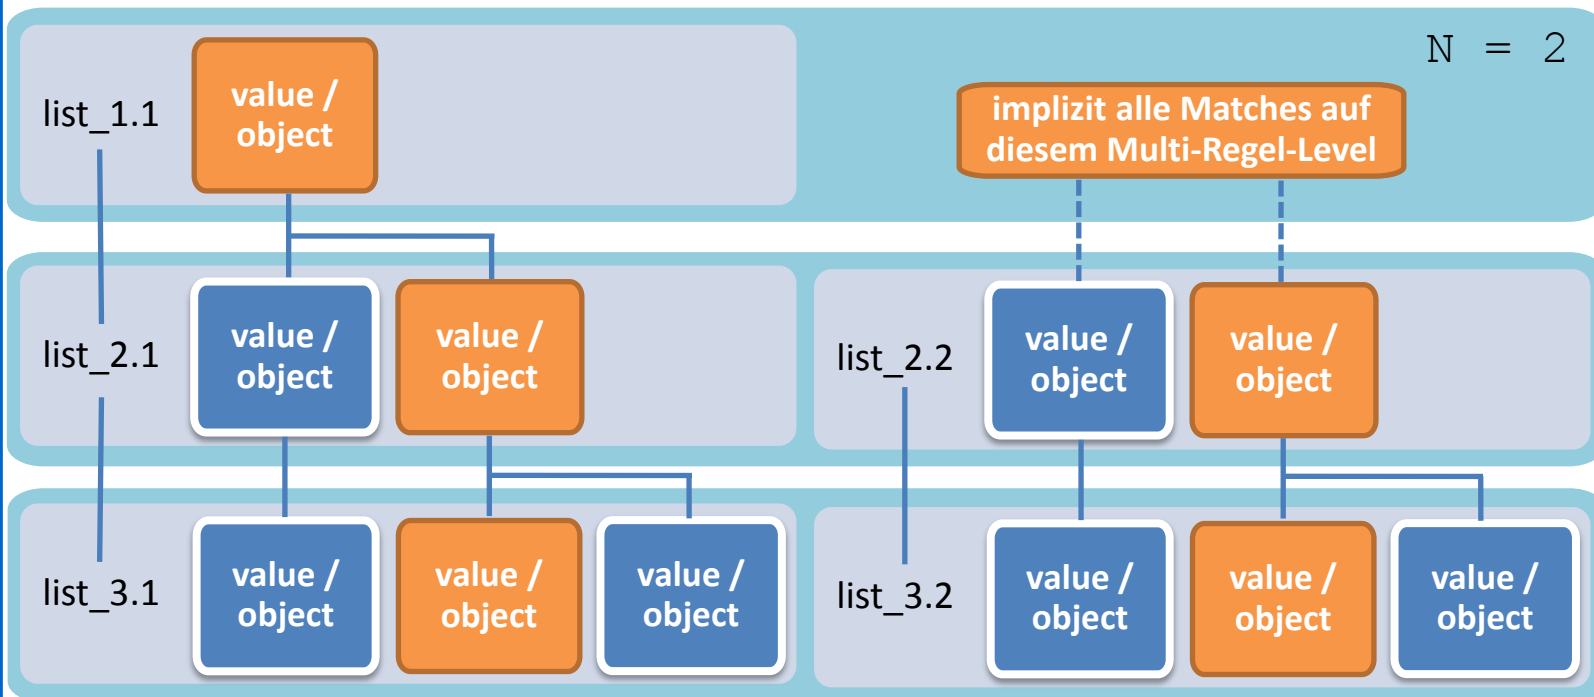 N = 2
list_1.1
value /
object
implizit alle Matches auf
diesem Multi-Regel-Level
list_2.1
value /
object
value /
object
list_2.2
value /
object
value /
object
list_3.1
value /
object
value /
object
value /
object
list_3.2
value /
object
value /
object
value /
object